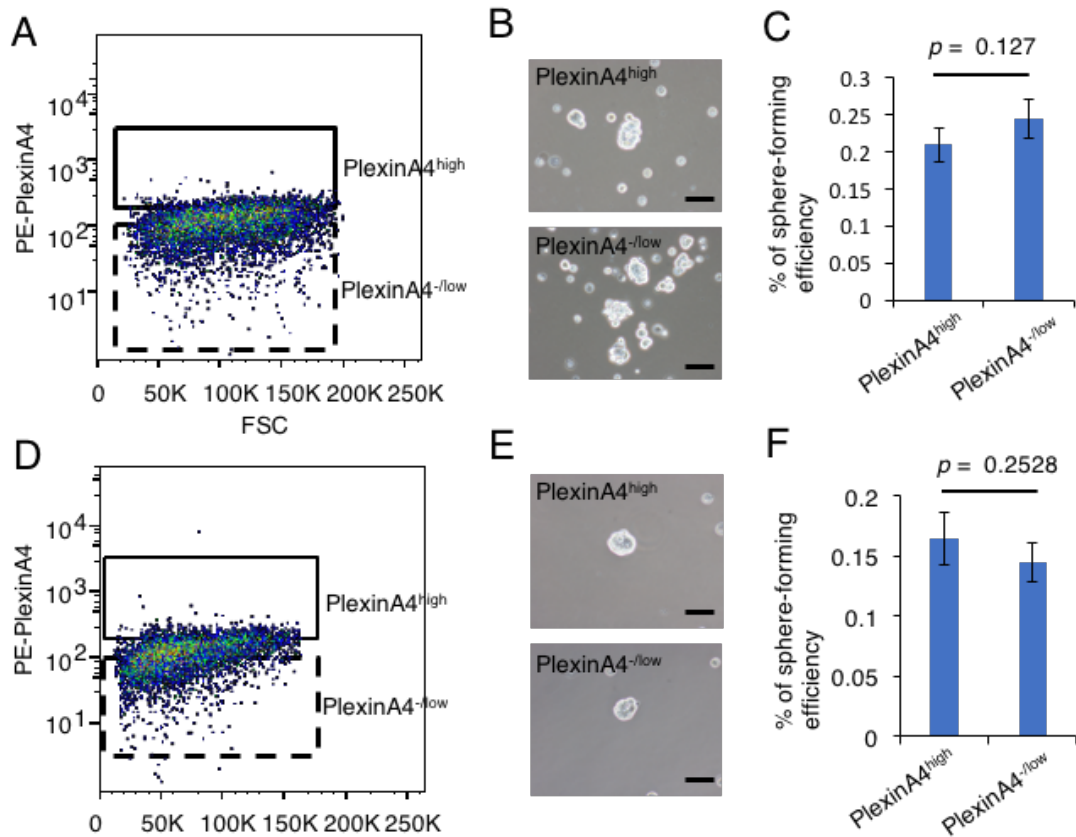 A
PE-PlexinA4
10⁴
10³
10²
10¹
PlexinA4^high
PlexinA4^-/low
0 50K 100K 150K 200K 250K
FSC
B
PlexinA4^high
PlexinA4^-/low
C
p = 0.127
% of sphere-forming
efficiency
0.3
0.25
0.2
0.15
0.1
0.05
0
PlexinA4^high
PlexinA4^-/low
D
PE-PlexinA4
10⁴
10³
10²
10¹
PlexinA4^high
PlexinA4^-/low
0 50K 100K 150K 200K 250K
E
PlexinA4^high
PlexinA4^-/low
F
p = 0.2528
% of sphere-forming
efficiency
0.2
0.15
0.1
0.05
0
PlexinA4^high
PlexinA4^-/low